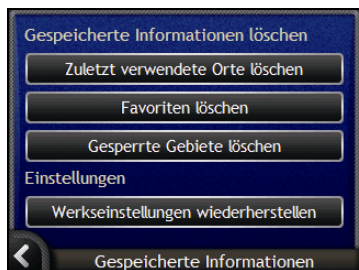 Gespeicherte Informationen löschen
Zuletzt verwendete Orte löschen
Favoriten löschen
Gesperrte Gebiete löschen
Einstellungen
Werkseinstellungen wiederherstellen
Gespeicherte Informationen